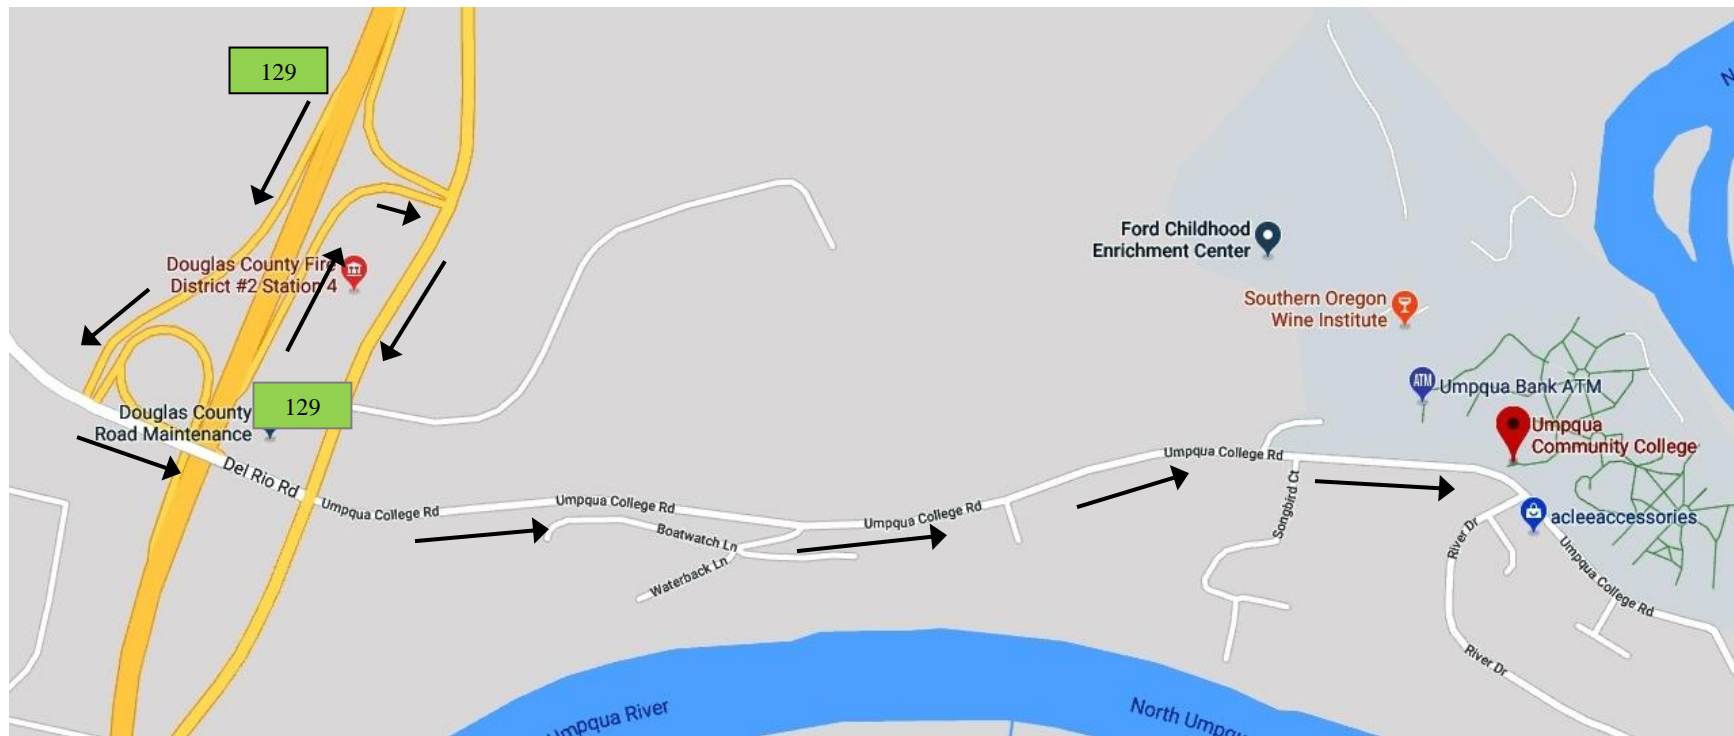 129
N
Ford Childhood
Enrichment Center
Douglas County Fire
District #2 Station 4
Southern Oregon
Wine Institute
ATM
Umpqua Bank ATM
129
Douglas County
Road Maintenance
Umpqua
Community College
Umpqua College Rd
Del Rio Rd
Umpqua College Rd
Umpqua College Rd
Umpqua College Rd
Songbird Ct
acleeaccessories
River Dr
Boatwatch Ln
Waterback Ln
Umpqua College Rd
River Dr
Umpqua River
North Umpqu